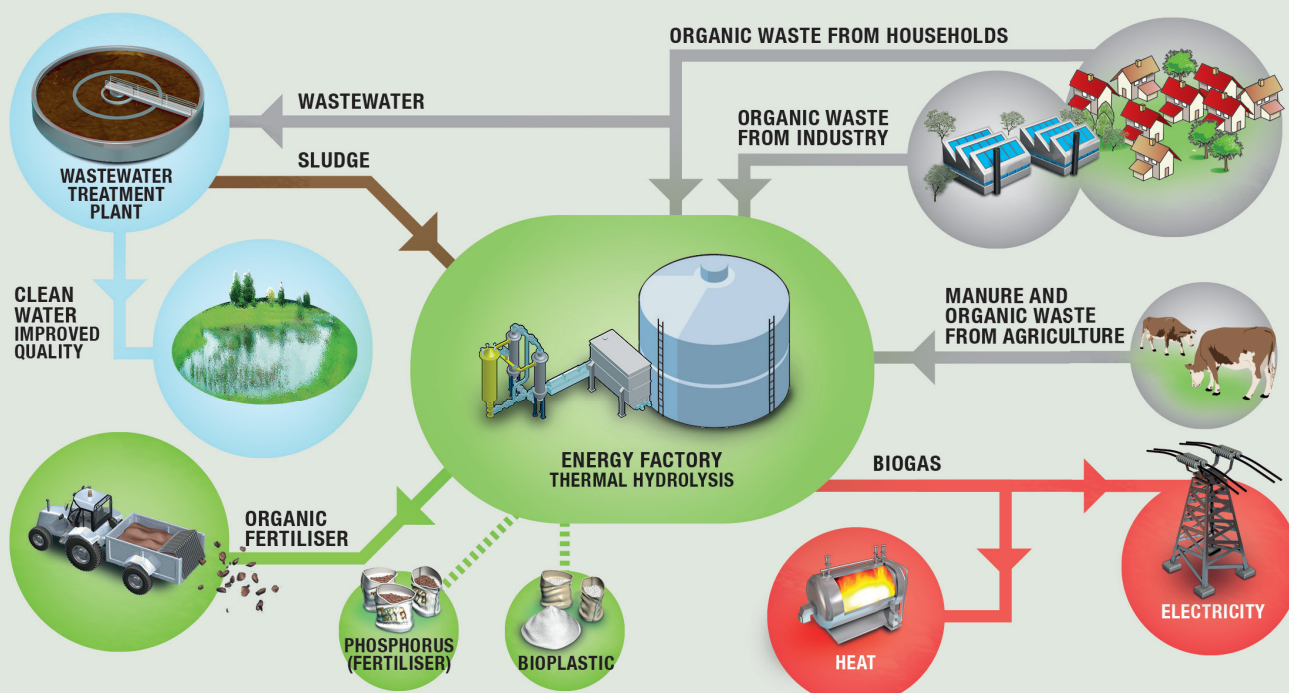 ORGANIC WASTE FROM HOUSEHOLDS
WASTEWATER
ORGANIC WASTE
FROM INDUSTRY
SLUDGE
WASTEWATER
TREATMENT
PLANT
CLEAN
WATER
IMPROVED
QUALITY
MANURE AND
ORGANIC WASTE
FROM AGRICULTURE
ENERGY FACTORY
THERMAL HYDROLYSIS
BIOGAS
ORGANIC
FERTILISER
PHOSPHORUS
(FERTILISER)
BIOPLASTIC
HEAT
ELECTRICITY